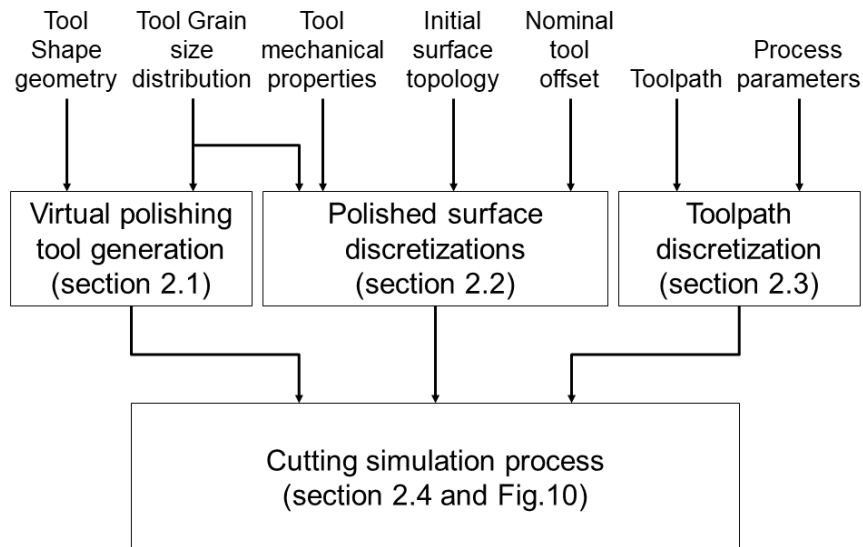 Tool
Shape
geometry
Tool Grain
size
distribution
Tool
mechanical
properties
Initial
surface
topology
Nominal
tool
offset
Toolpath
Process
parameters
Virtual polishing
tool generation
(section 2.1)
Polished surface
discretizations
(section 2.2)
Toolpath
discretization
(section 2.3)
Cutting simulation process
(section 2.4 and Fig.10)